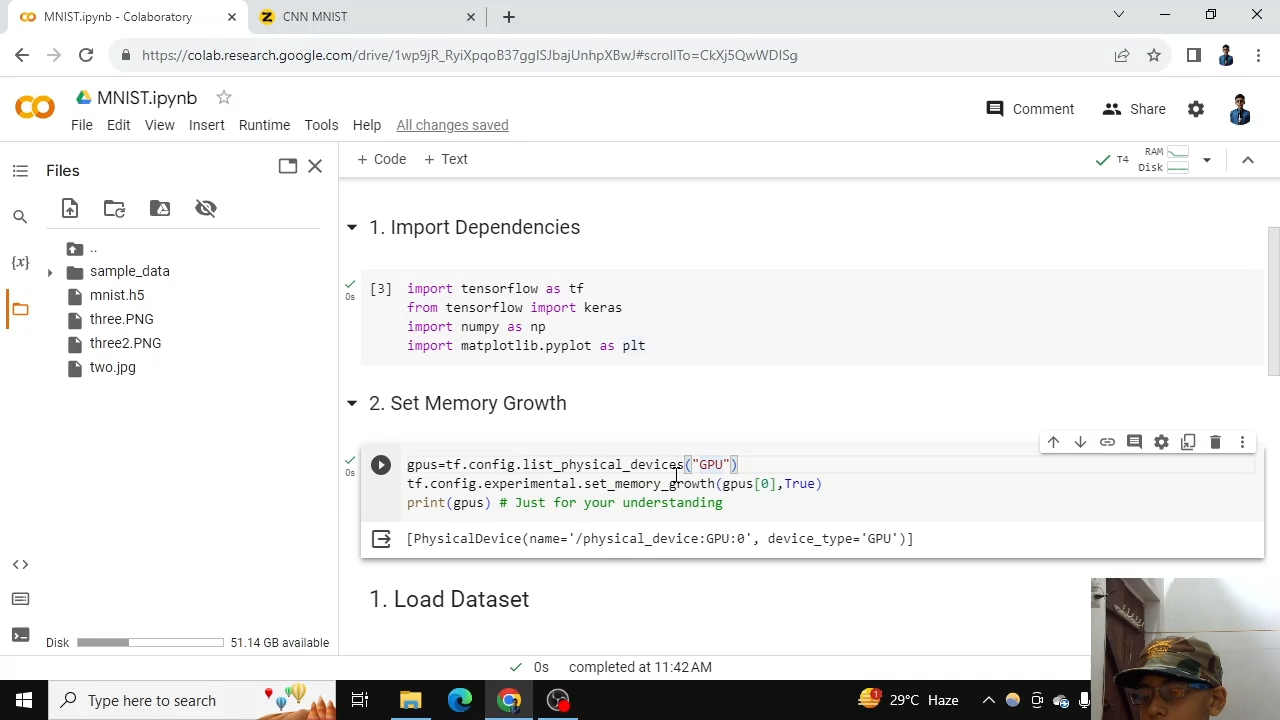 MNIST.ipynb - Colaboratory
CNN MNIST
https://colab.research.google.com/drive/1wp9jR_RyiXpqoB37ggISJbajUnhpXBwJ#scrollTo=CkXj5QwWDISg
MNIST.ipynb
Comment
Share
File Edit View Insert Runtime Tools Help All changes saved
Files
+ Code + Text
T4
RAM
Disk
..
sample_data
mnist.h5
three.PNG
three2.PNG
two.jpg
{x}
1. Import Dependencies
0s
[3]
import tensorflow as tf
from tensorflow import keras
import numpy as np
import matplotlib.pyplot as plt
2. Set Memory Growth
0s
gpus=tf.config.list_physical_devices("GPU")
tf.config.experimental.set_memory_growth(gpus[0],True)
print(gpus) # Just for your understanding
[PhysicalDevice(name='/physical_device:GPU:0', device_type='GPU')]
1. Load Dataset
Disk 51.14 GB available
0s completed at 11:42 AM
Type here to search
1
29°C Haze